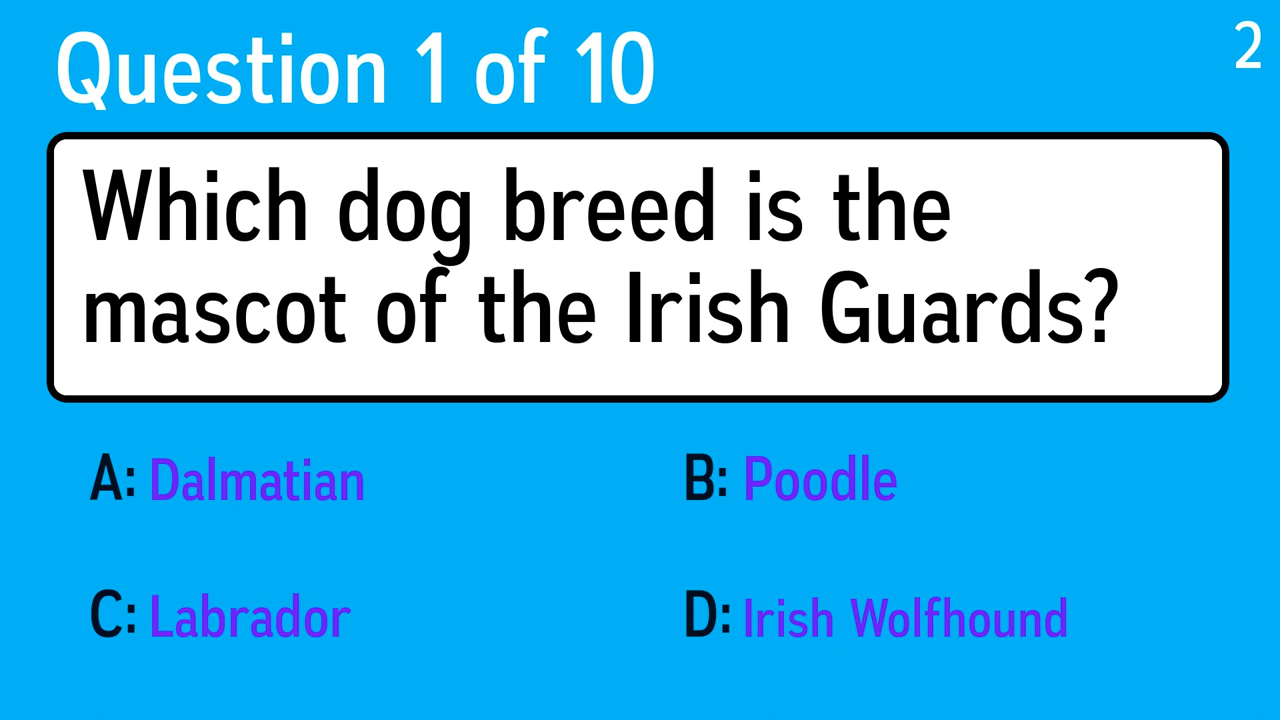 Question 1 of 10
2
Which dog breed is the
mascot of the Irish Guards?
A: Dalmatian
B: Poodle
C: Labrador
D: Irish Wolfhound